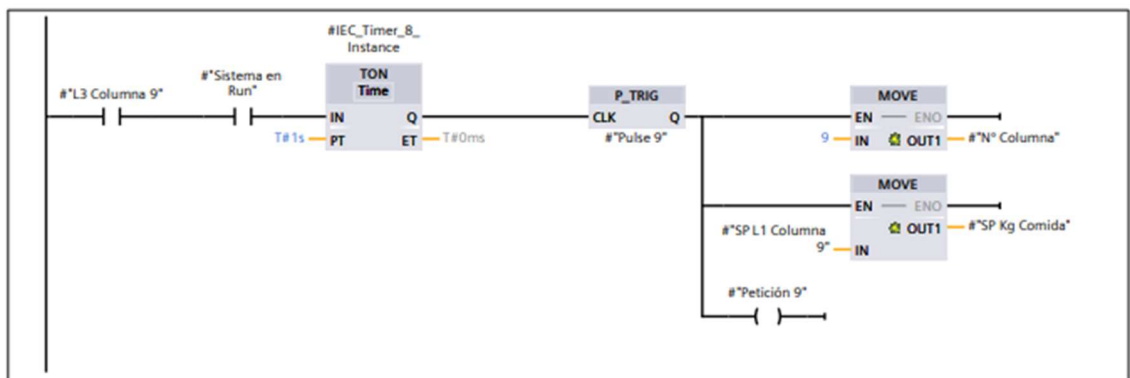 #IEC_Timer_8_
Instance
#"L3 Columna 9"
#"Sistema en
Run"
TON
Time
IN Q
T#1s PT ET T#0ms
P_TRIG
CLK Q
#"Pulse 9"
MOVE
EN ENO
9 IN OUT1 #"Nº Columna"
MOVE
EN ENO
OUT1 #"SP Kg Comida"
#"SP L1 Columna
9" IN
#"Petición 9"